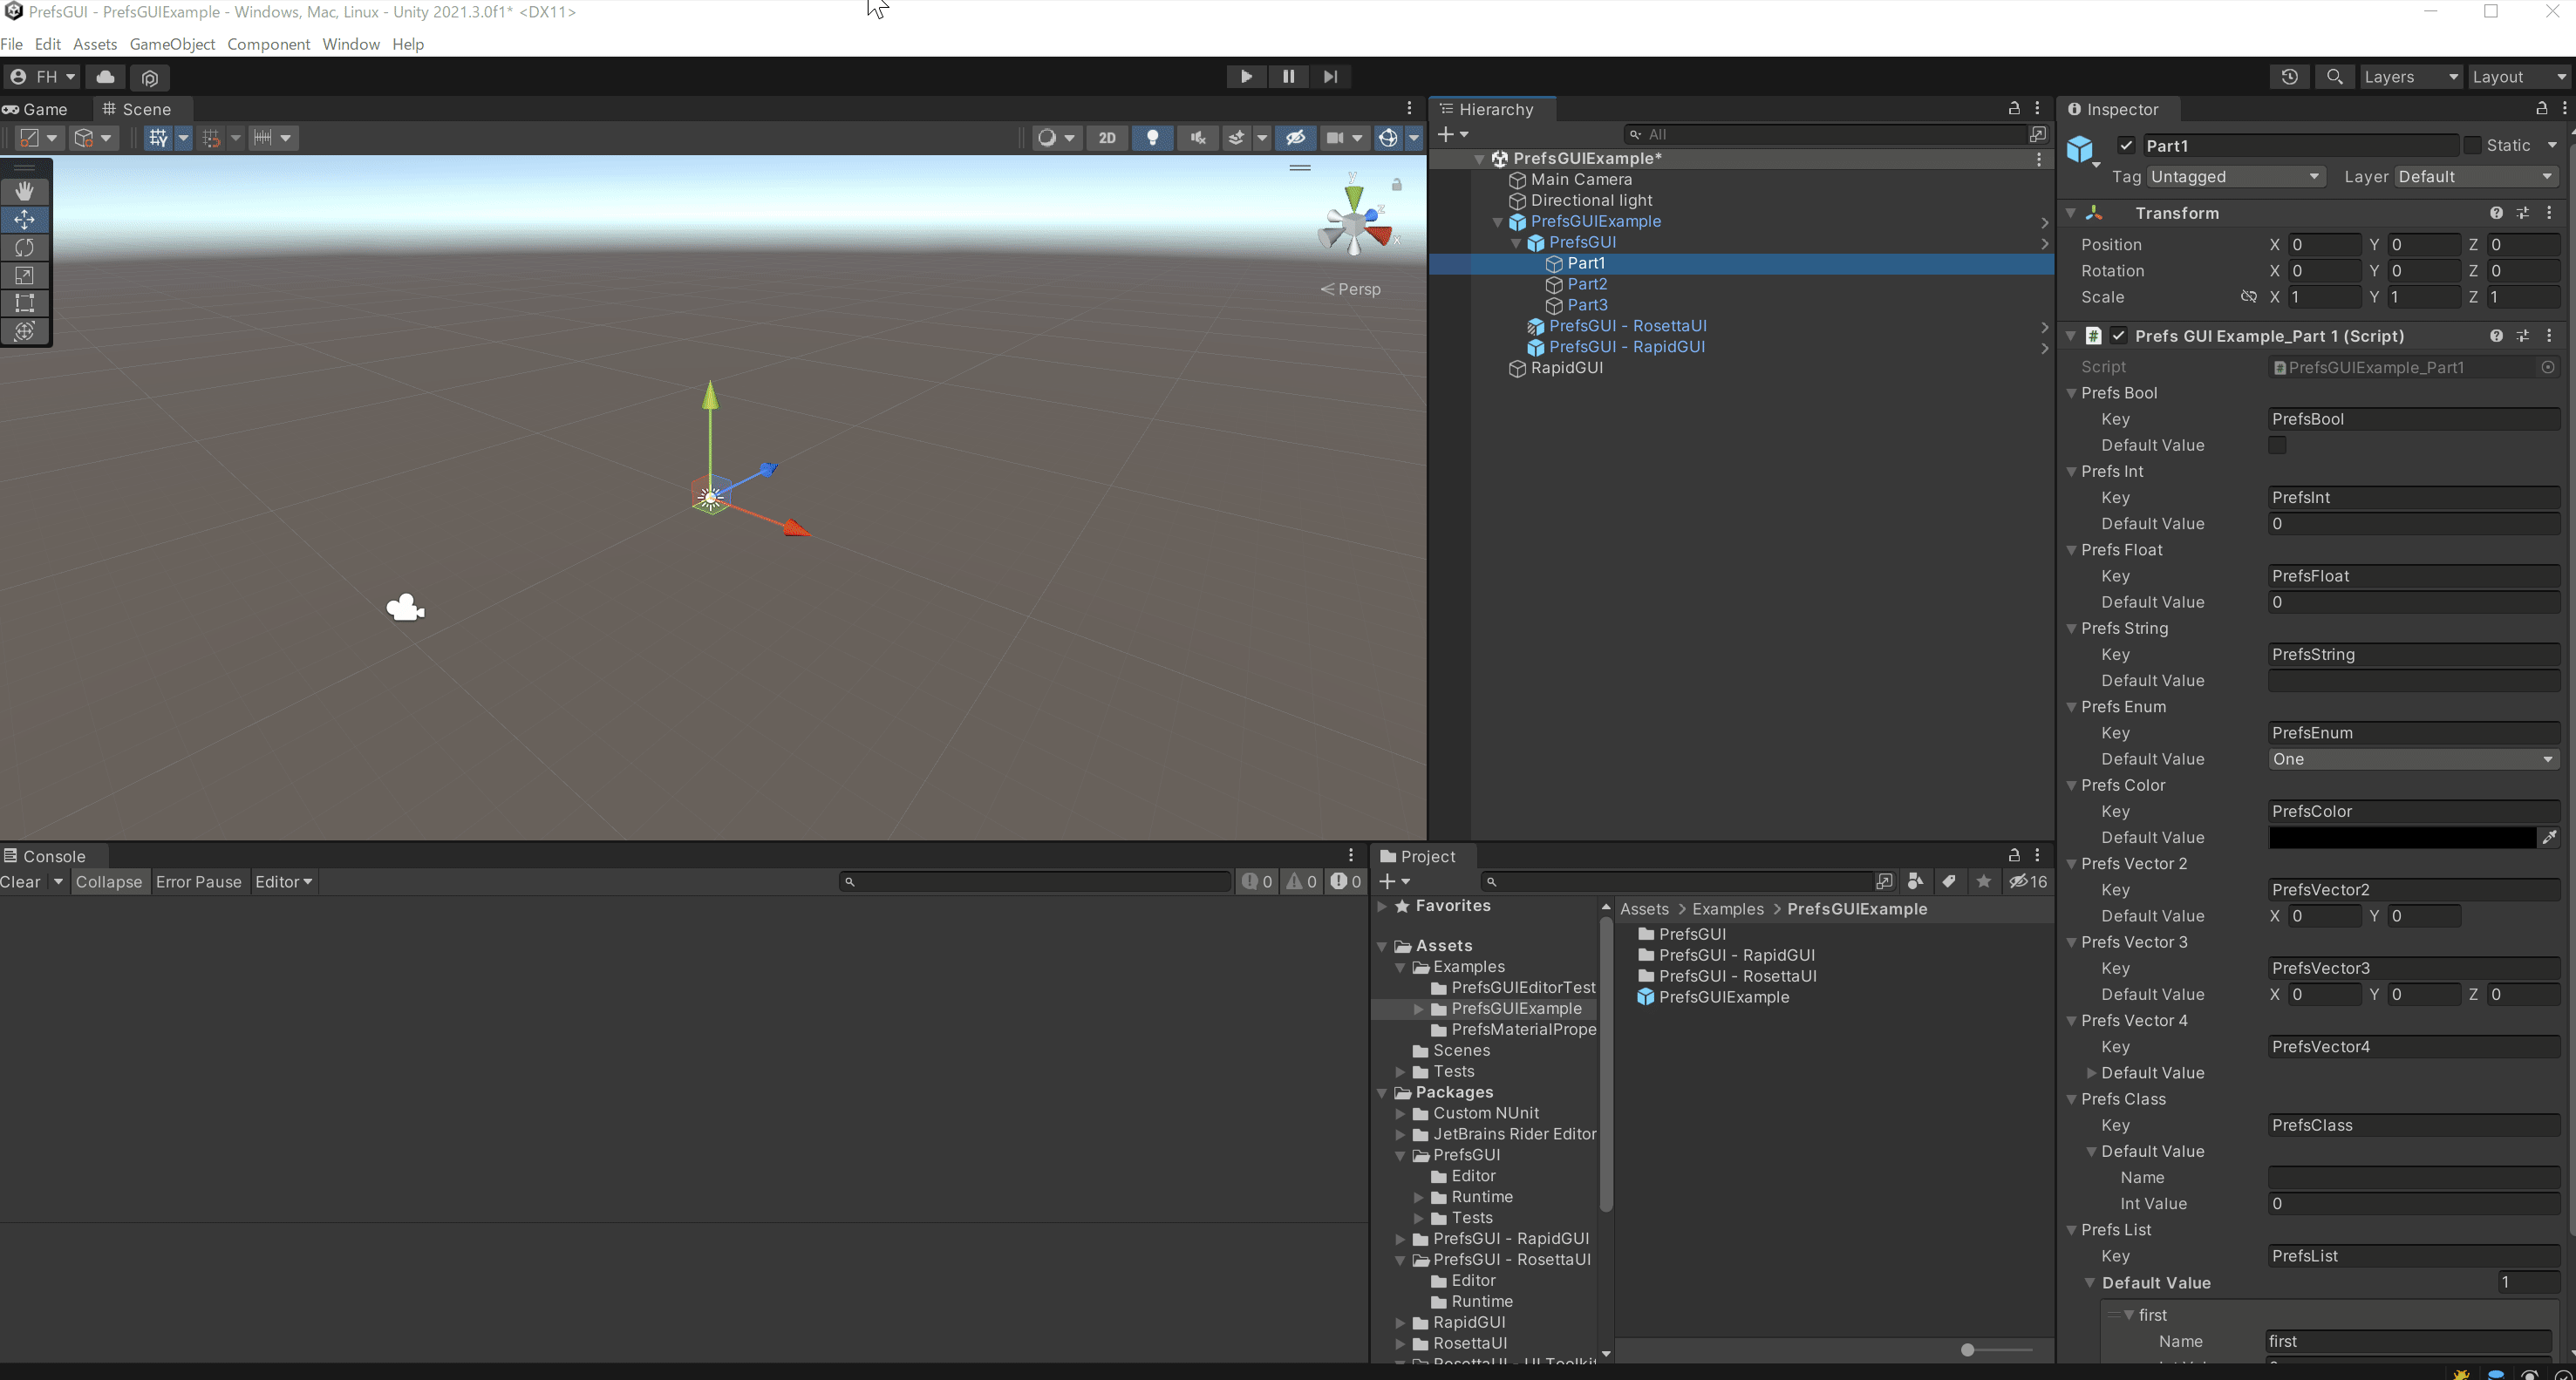 PrefsGUI - PrefsGUIExample - Windows, Mac, Linux - Unity 2021.3.0f1* <DX11>
File Edit Assets GameObject Component Window Help
FH
Layers
Layout
Game
Scene
2D
y
z
x
Persp
Hierarchy
All
PrefsGUIExample*
Main Camera
Directional light
PrefsGUIExample
PrefsGUI
Part1
Part2
Part3
PrefsGUI - RosettaUI
PrefsGUI - RapidGUI
RapidGUI
Console
Clear Collapse Error Pause Editor
0 0 0
Project
16
Favorites
Assets
Examples
PrefsGUIEditorTest
PrefsGUIExample
PrefsMaterialPrope
Scenes
Tests
Packages
Custom NUnit
JetBrains Rider Editor
PrefsGUI
Editor
Runtime
Tests
PrefsGUI - RapidGUI
PrefsGUI - RosettaUI
Editor
Runtime
RapidGUI
RosettaUI
Assets > Examples > PrefsGUIExample
PrefsGUI
PrefsGUI - RapidGUI
PrefsGUI - RosettaUI
PrefsGUIExample
Inspector
Part1 Static
Tag Untagged Layer Default
Transform
Position X 0 Y 0 Z 0
Rotation X 0 Y 0 Z 0
Scale X 1 Y 1 Z 1
Prefs GUI Example_Part 1 (Script)
Script PrefsGUIExample_Part1
Prefs Bool
Key PrefsBool
Default Value
Prefs Int
Key PrefsInt
Default Value 0
Prefs Float
Key PrefsFloat
Default Value 0
Prefs String
Key PrefsString
Default Value
Prefs Enum
Key PrefsEnum
Default Value One
Prefs Color
Key PrefsColor
Default Value
Prefs Vector 2
Key PrefsVector2
Default Value X 0 Y 0
Prefs Vector 3
Key PrefsVector3
Default Value X 0 Y 0 Z 0
Prefs Vector 4
Key PrefsVector4
Default Value
Prefs Class
Key PrefsClass
Default Value
Name
Int Value 0
Prefs List
Key PrefsList
Default Value 1
first
Name first